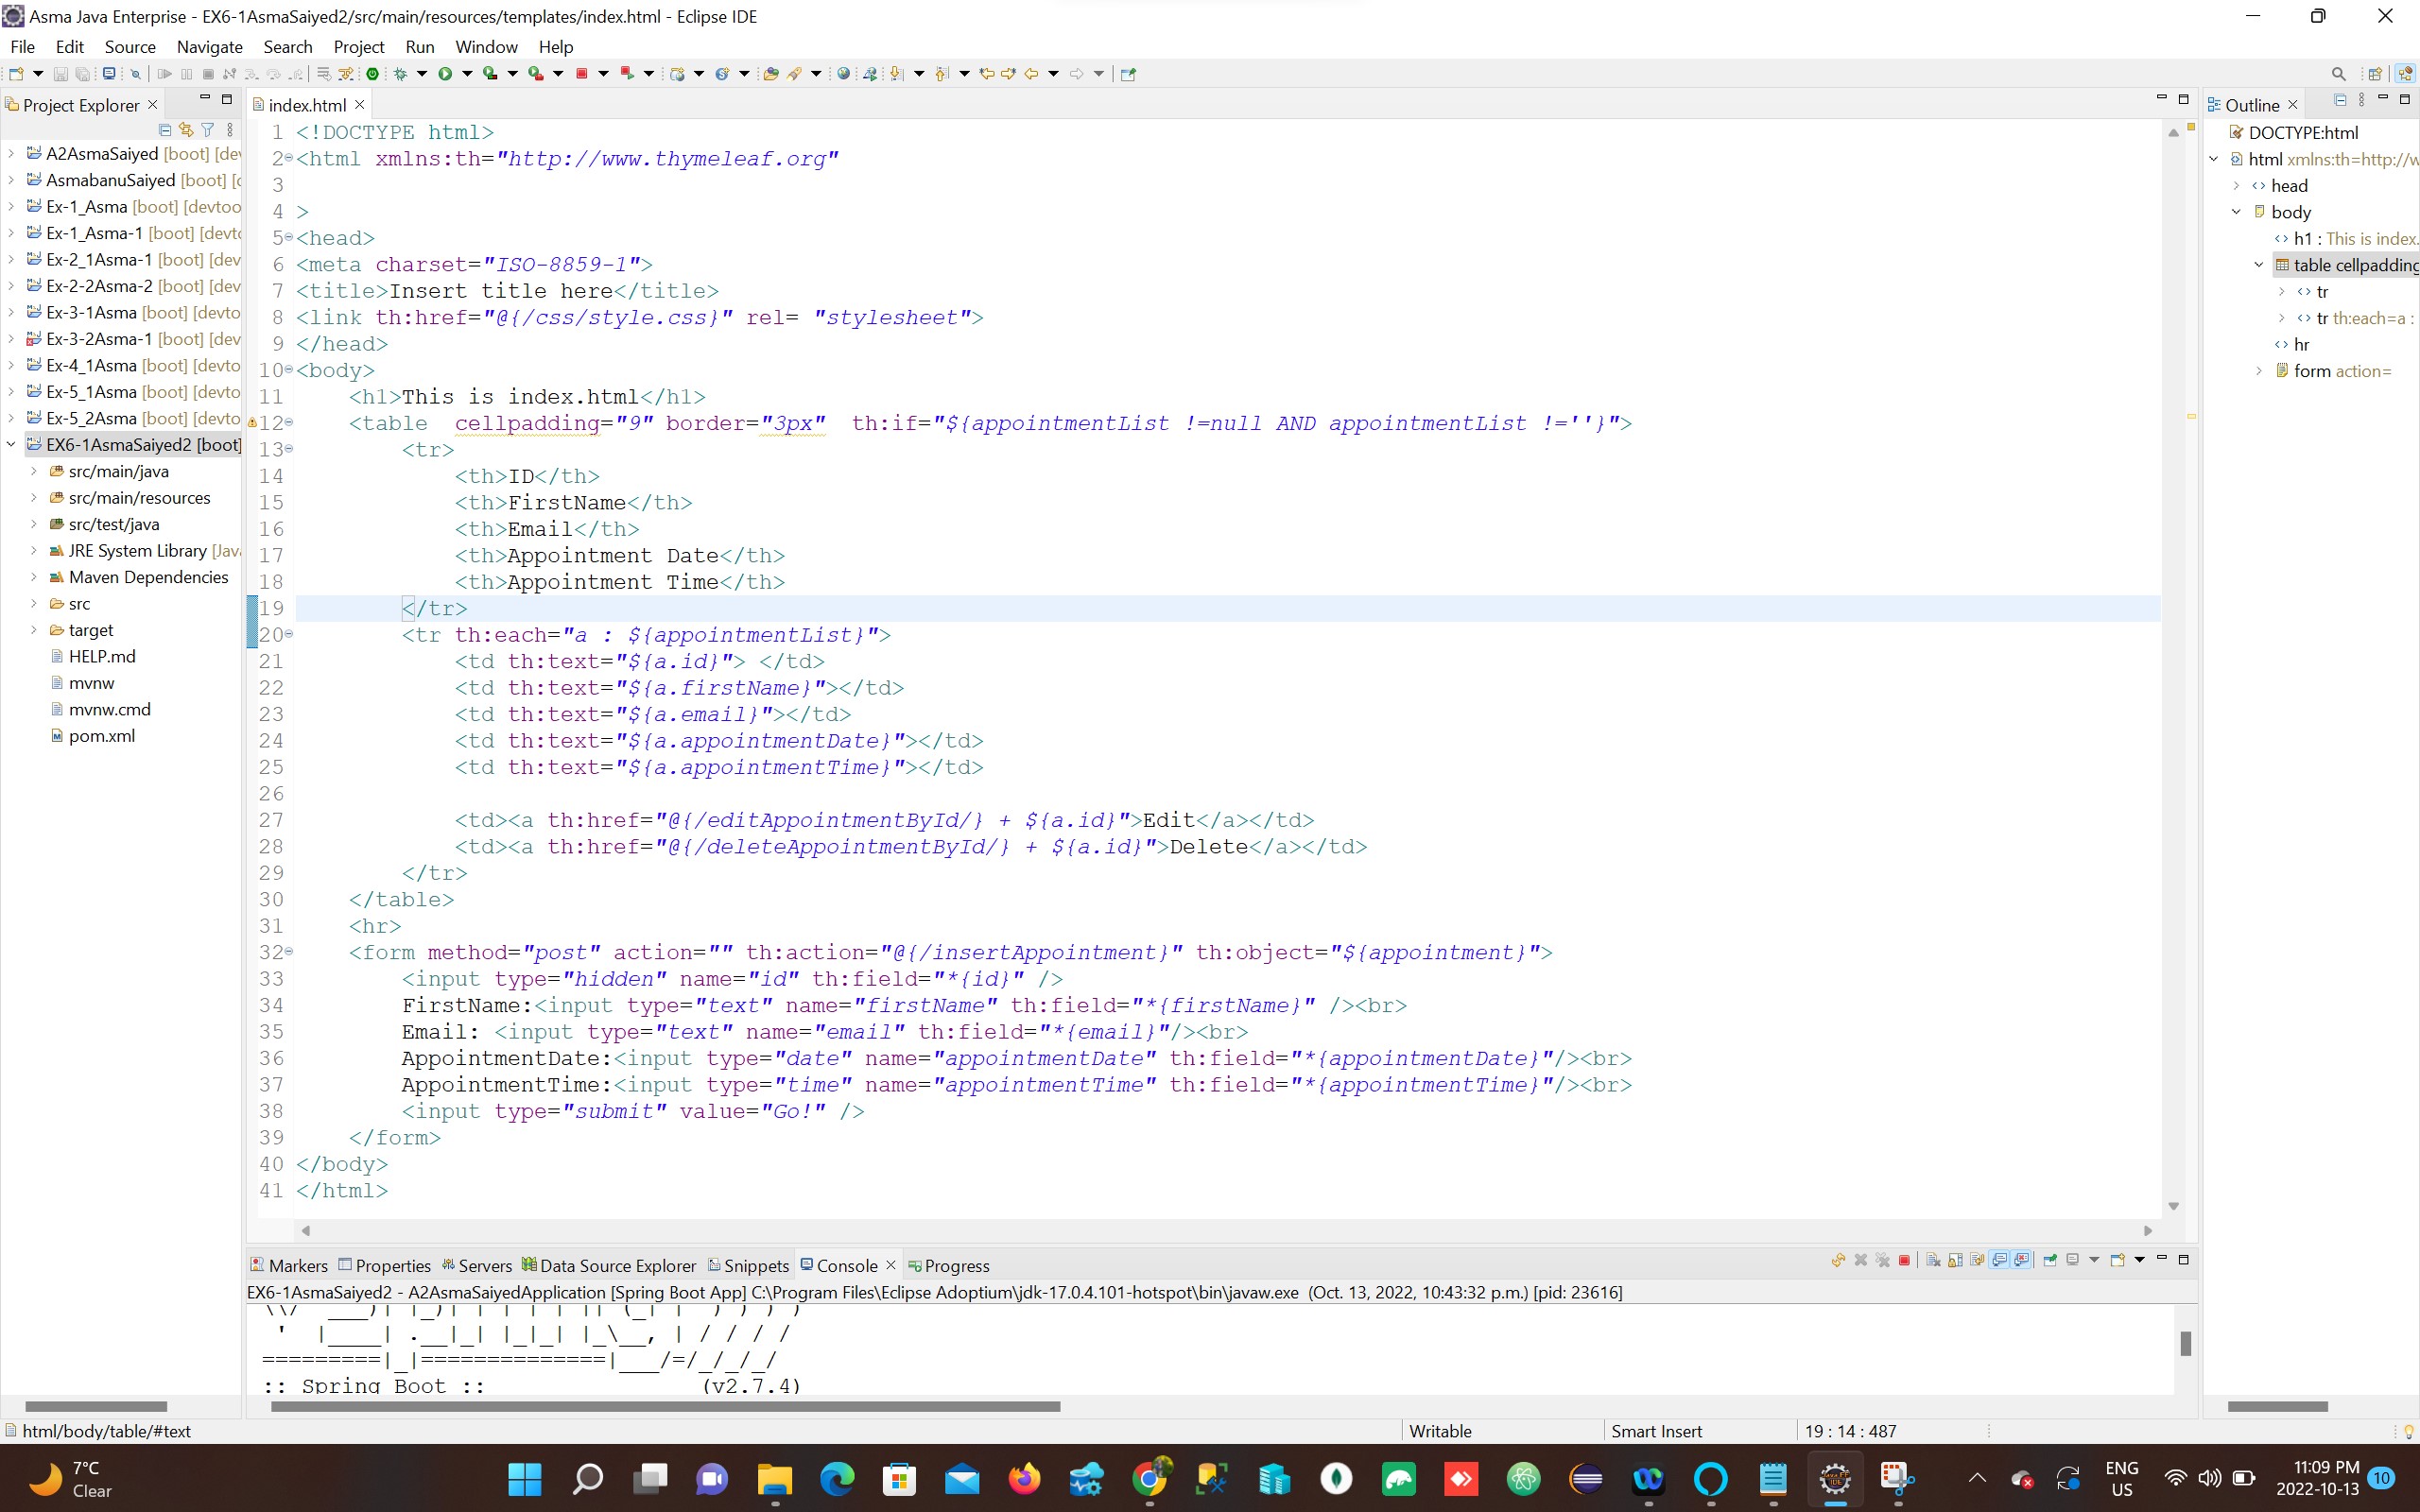 Asma Java Enterprise - EX6-1AsmaSaiyed2/src/main/resources/templates/index.html - Eclipse IDE
File Edit Source Navigate Search Project Run Window Help
Project Explorer
A2AsmaSaiyed [boot] [de
AsmabanuSaiyed [boot] [
Ex-1_Asma [boot] [devtoo
Ex-1_Asma-1 [boot] [devt
Ex-2_1Asma-1 [boot] [dev
Ex-2-2Asma-2 [boot] [dev
Ex-3-1Asma [boot] [devto
Ex-3-2Asma-1 [boot] [dev
Ex-4_1Asma [boot] [devto
Ex-5_1Asma [boot] [devto
Ex-5_2Asma [boot] [devto
EX6-1AsmaSaiyed2 [boot]
src/main/java
src/main/resources
src/test/java
JRE System Library [Jav
Maven Dependencies
src
target
HELP.md
mvnw
mvnw.cmd
pom.xml
index.html
1 <!DOCTYPE html>
2 <html xmlns:th="http://www.thymeleaf.org"
3
4 >
5 <head>
6 <meta charset="ISO-8859-1">
7 <title>Insert title here</title>
8 <link th:href="@{/css/style.css}" rel= "stylesheet">
9 </head>
10 <body>
11     <h1>This is index.html</h1>
12     <table  cellpadding="9" border="3px"  th:if="${appointmentList !=null AND appointmentList !=''}">
13         <tr>
14             <th>ID</th>
15             <th>FirstName</th>
16             <th>Email</th>
17             <th>Appointment Date</th>
18             <th>Appointment Time</th>
19         </tr>
20         <tr th:each="a : ${appointmentList}">
21             <td th:text="${a.id}"> </td>
22             <td th:text="${a.firstName}"></td>
23             <td th:text="${a.email}"></td>
24             <td th:text="${a.appointmentDate}"></td>
25             <td th:text="${a.appointmentTime}"></td>
26
27             <td><a th:href="@{/editAppointmentById/} + ${a.id}">Edit</a></td>
28             <td><a th:href="@{/deleteAppointmentById/} + ${a.id}">Delete</a></td>
29         </tr>
30     </table>
31     <hr>
32     <form method="post" action="" th:action="@{/insertAppointment}" th:object="${appointment}">
33         <input type="hidden" name="id" th:field="*{id}" />
34         FirstName:<input type="text" name="firstName" th:field="*{firstName}" /><br>
35         Email: <input type="text" name="email" th:field="*{email}"/><br>
36         AppointmentDate:<input type="date" name="appointmentDate" th:field="*{appointmentDate}"/><br>
37         AppointmentTime:<input type="time" name="appointmentTime" th:field="*{appointmentTime}"/><br>
38         <input type="submit" value="Go!" />
39     </form>
40 </body>
41 </html>
Outline
DOCTYPE:html
html xmlns:th=http://w
head
body
h1 : This is index.
table cellpadding
tr
tr th:each=a :
hr
form action=
Markers Properties Servers Data Source Explorer Snippets Console Progress
EX6-1AsmaSaiyed2 - A2AsmaSaiyedApplication [Spring Boot App] C:\Program Files\Eclipse Adoptium\jdk-17.0.4.101-hotspot\bin\javaw.exe (Oct. 13, 2022, 10:43:32 p.m.) [pid: 23616]
  '  |____| .__|_| |_|_| |_\__, | / / / /
 =========|_|==============|___/=/_/_/_/
 :: Spring Boot ::                (v2.7.4)
html/body/table/#text Writable Smart Insert 19 : 14 : 487
7°C
Clear
ENG
US
11:09 PM
2022-10-13
10